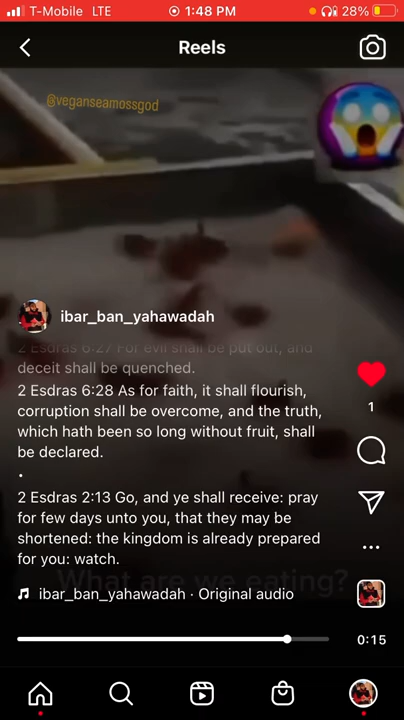 T-Mobile LTE 1:48 PM 28%
Reels
@veganseamossgod
ibar_ban_yahawadah
2 Esdras 6:27 For evil shall be put out, and
deceit shall be quenched.
2 Esdras 6:28 As for faith, it shall flourish,
corruption shall be overcome, and the truth,
which hath been so long without fruit, shall
be declared.
.
2 Esdras 2:13 Go, and ye shall receive: pray
for few days unto you, that they may be
shortened: the kingdom is already prepared
for you: watch.
1
What are we eating?
ibar_ban_yahawadah · Original audio
0:15